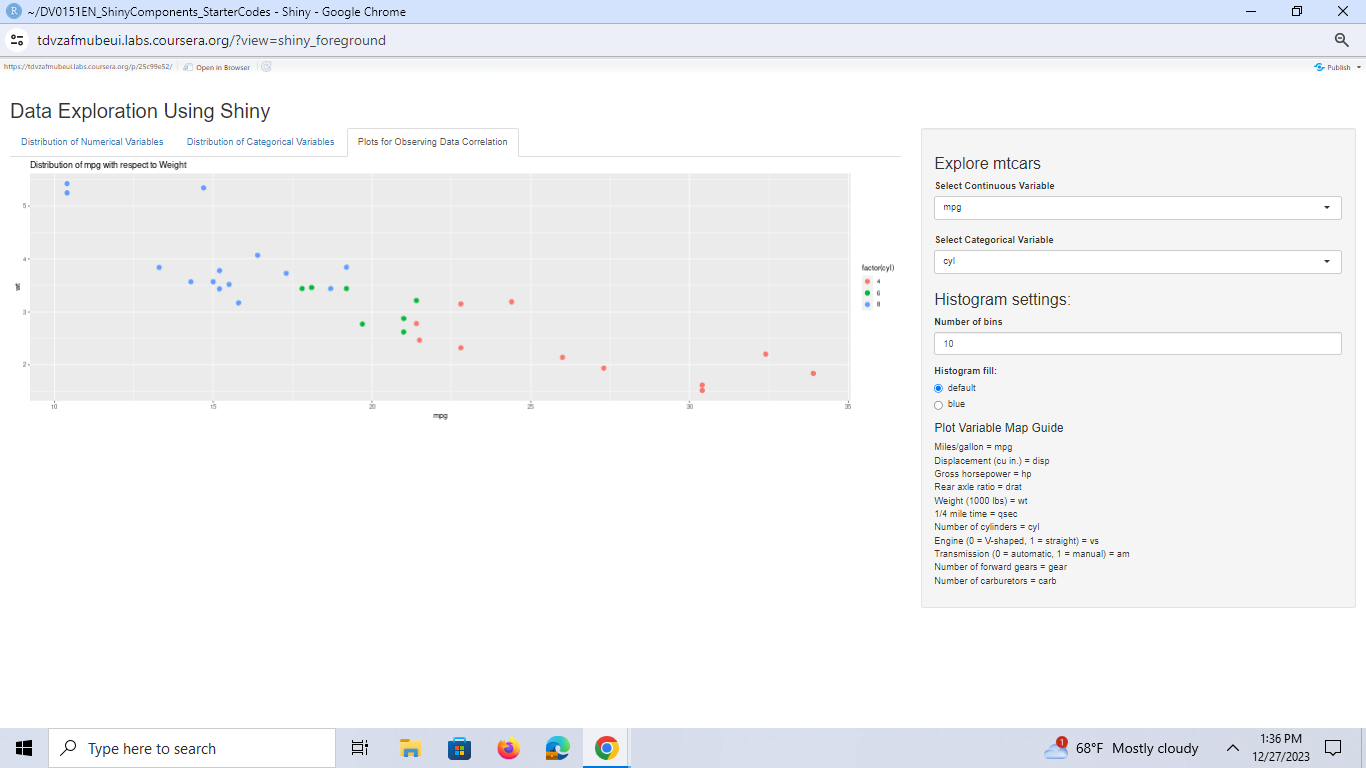 R ~/DV0151EN_ShinyComponents_StarterCodes - Shiny - Google Chrome
tdvzafmubeui.labs.coursera.org/?view=shiny_foreground
https://tdvzafmubeui.labs.coursera.org/p/25c99e52/ Open in Browser Publish
Data Exploration Using Shiny
Distribution of Numerical Variables Distribution of Categorical Variables Plots for Observing Data Correlation
Distribution of mpg with respect to Weight
5
4
3
2
wt
10 15 20 25 30 35
mpg
factor(cyl)
4
6
8
Explore mtcars
Select Continuous Variable
mpg
Select Categorical Variable
cyl
Histogram settings:
Number of bins
10
Histogram fill:
default
blue
Plot Variable Map Guide
Miles/gallon = mpg
Displacement (cu in.) = disp
Gross horsepower = hp
Rear axle ratio = drat
Weight (1000 lbs) = wt
1/4 mile time = qsec
Number of cylinders = cyl
Engine (0 = V-shaped, 1 = straight) = vs
Transmission (0 = automatic, 1 = manual) = am
Number of forward gears = gear
Number of carburetors = carb
Type here to search
1
68°F Mostly cloudy
1:36 PM
12/27/2023